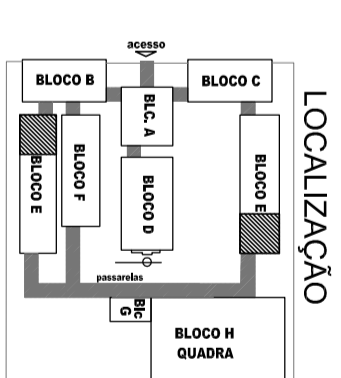 acesso
BLOCO B
BLOCO C
BLC. A
BLOCO E
BLOCO F
BLOCO D
BLOCO E
LOCALIZAÇÃO
passarelas
Blc
G
BLOCO H
QUADRA